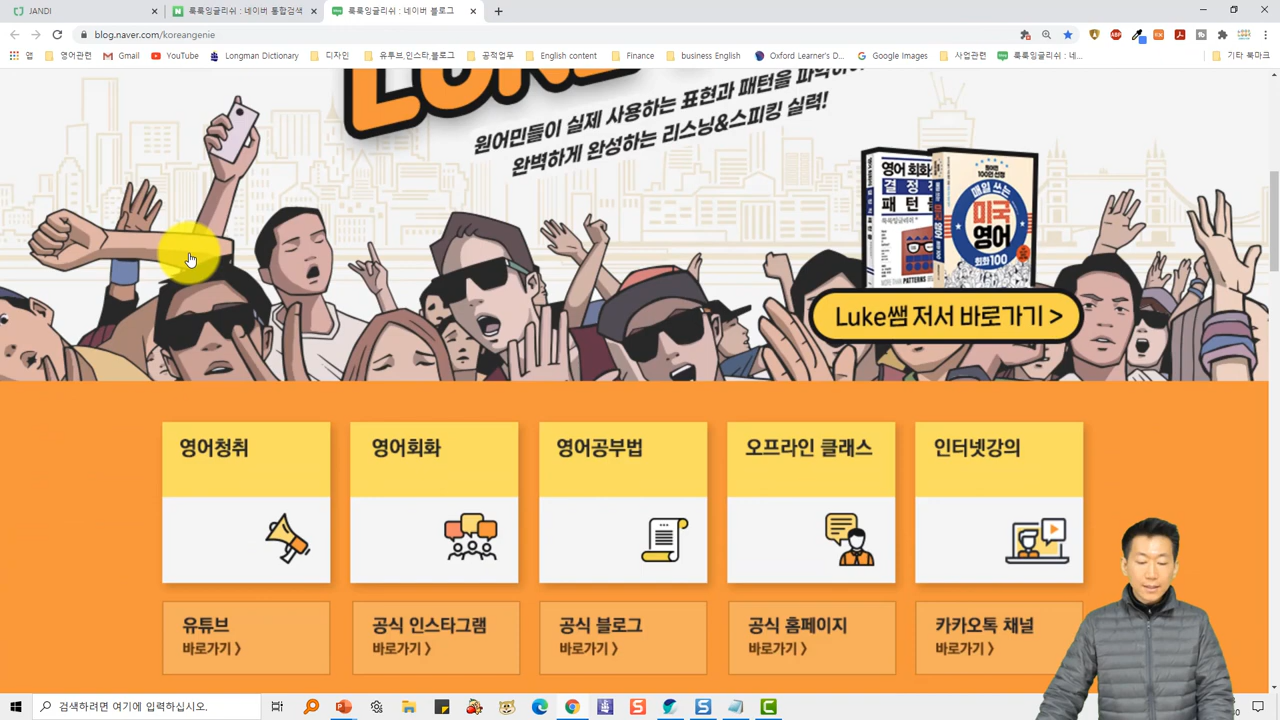 JANDI
룩룩잉글리쉬 : 네이버 통합검색
룩룩잉글리쉬 : 네이버 블로그
blog.naver.com/koreangenie
앱
영어관련
Gmail
YouTube
Longman Dictionary
디자인
유투브,인스타,블로그
공적업무
English content
Finance
business English
Oxford Learner's D...
Google Images
사업관련
룩룩잉글리쉬 : 네...
기타 북마크
원어민들이 실제 사용하는 표현과 패턴을
완벽하게 완성하는 리스닝&스피킹 실력!
영어 회화
매일 쓰는
미국
영어
회화100
Luke쌤 저서 바로가기 >
영어청취
영어회화
영어공부법
오프라인 클래스
인터넷강의
유튜브
바로가기 〉
공식 인스타그램
바로가기 〉
공식 블로그
바로가기 〉
공식 홈페이지
바로가기 〉
카카오톡 채널
바로가기 〉
검색하려면 여기에 입력하십시오.